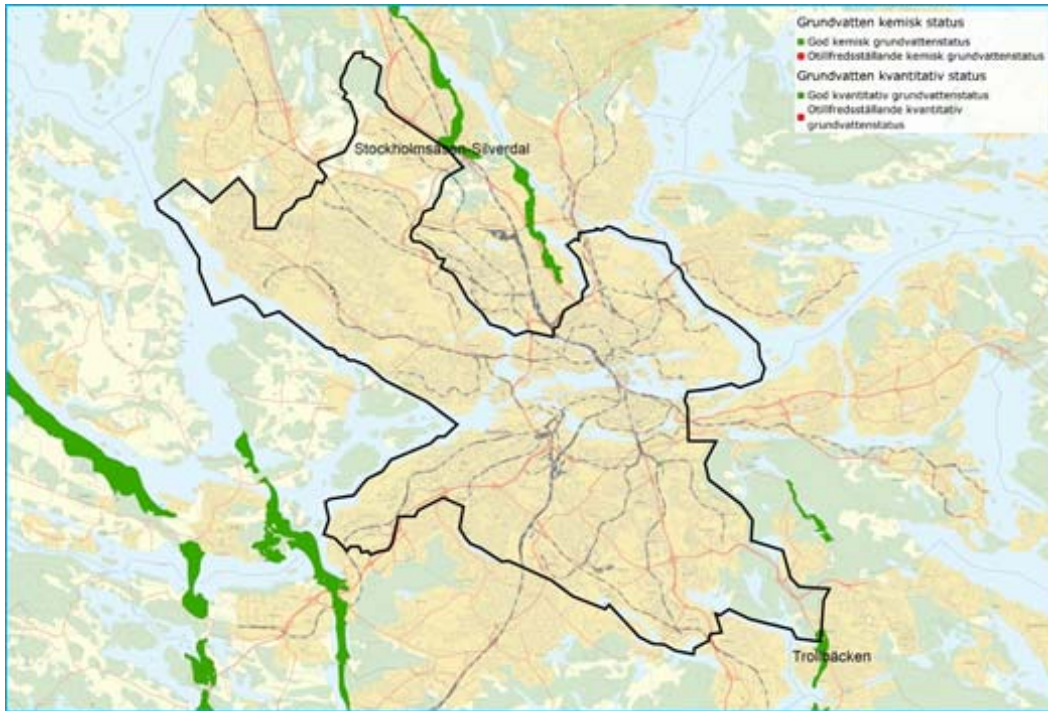 Grundvatten kemisk status
God kemisk grundvattenstatus
Otillfredsställande kemisk grundvattenstatus
Grundvatten kvantitativ status
God kvantitativ grundvattenstatus
Otillfredsställande kvantitativ
grundvattenstatus
Stockholmsåsen-Silverdal
Trollbäcken